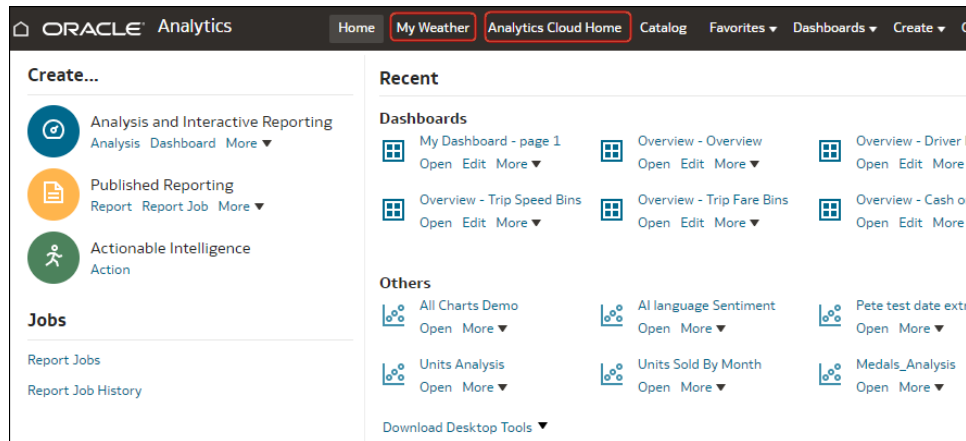 ORACLE Analytics Home My Weather Analytics Cloud Home Catalog Favorites Dashboards Create
Create...
Analysis and Interactive Reporting
Analysis Dashboard More
Published Reporting
Report Report Job More
Actionable Intelligence
Action
Jobs
Report Jobs
Report Job History
Recent
Dashboards
My Dashboard - page 1 Overview - Overview Overview - Driver
Open Edit More Open Edit More Open Edit More
Overview - Trip Speed Bins Overview - Trip Fare Bins Overview - Cash
Open Edit More Open Edit More Open Edit More
Others
All Charts Demo AI language Sentiment Pete test date
Open More Open More Open More
Units Analysis Units Sold By Month Medals_Analysis
Open More Open More Open More
Download Desktop Tools